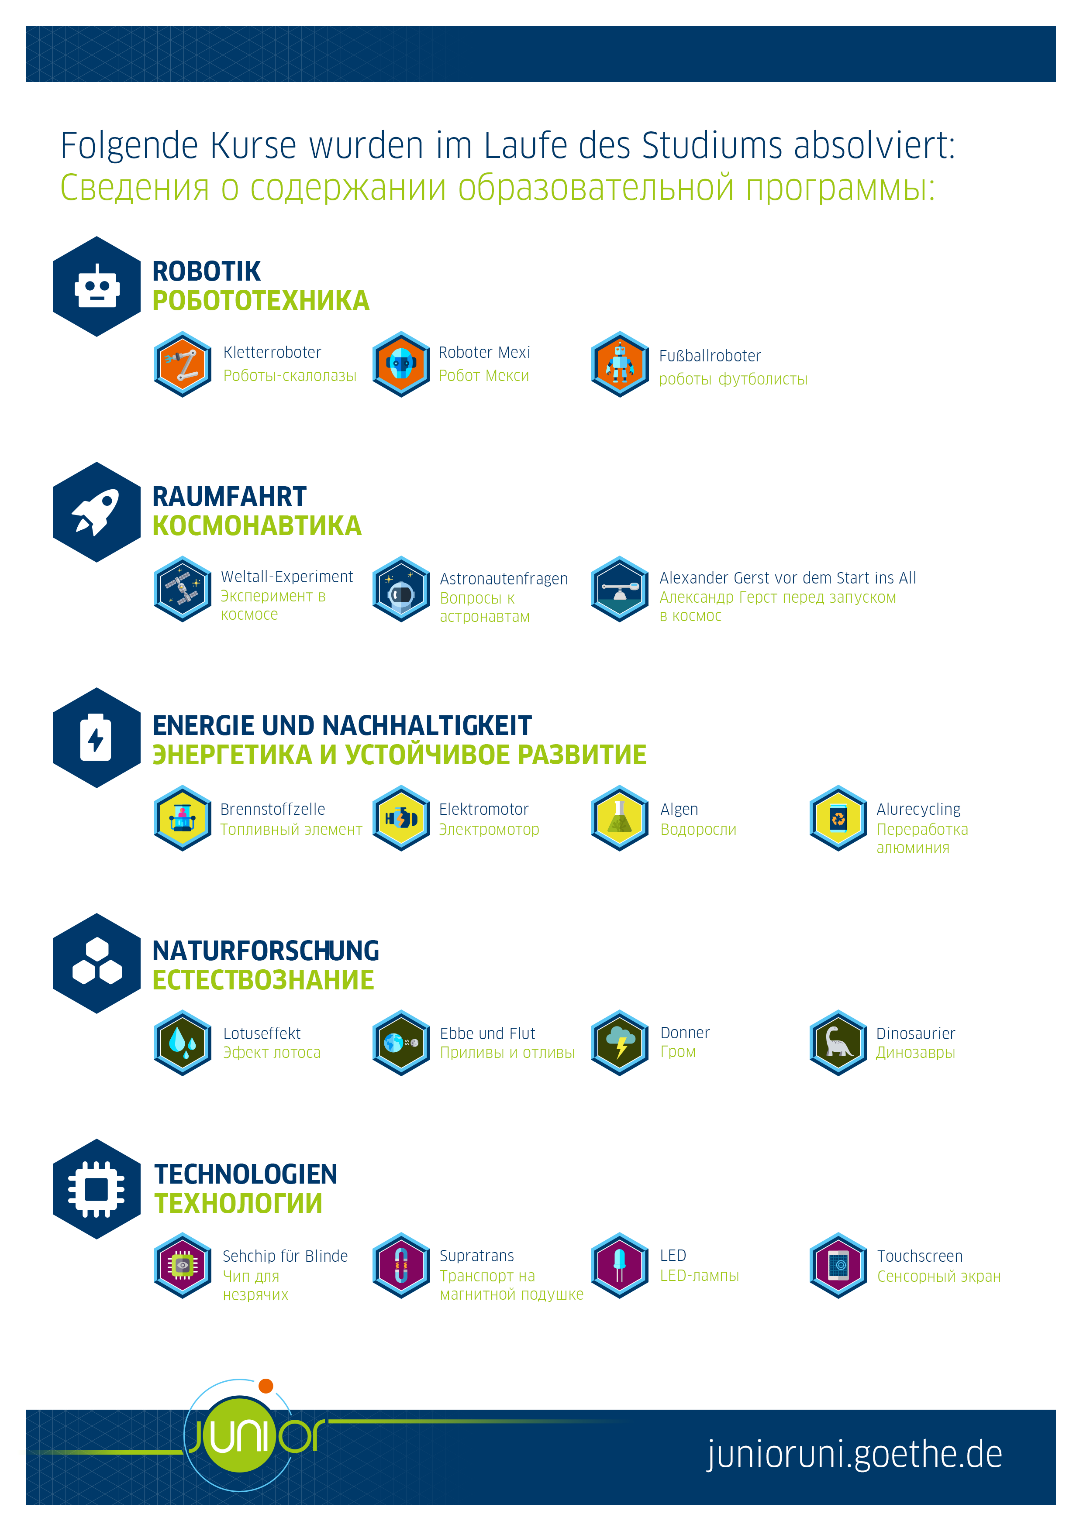 Folgende Kurse wurden im Laufe des Studiums absolviert:
Сведения о содержании образовательной программы:
ROBOTIK
РОБОТОТЕХНИКА
Kletterroboter
Роботы-скалолазы
Roboter Mexi
Робот Мекси
Fußballroboter
роботы футболисты
RAUMFAHRT
КОСМОНАВТИКА
Weltall-Experiment
Эксперимент в
космосе
Astronautenfragen
Вопросы к
астронавтам
Alexander Gerst vor dem Start ins All
Александр Герст перед запуском
в космос
ENERGIE UND NACHHALTIGKEIT
ЭНЕРГЕТИКА И УСТОЙЧИВОЕ РАЗВИТИЕ
Brennstoffzelle
Топливный элемент
Elektromotor
Электромотор
Algen
Водоросли
Alurecycling
Переработка
алюминия
NATURFORSCHUNG
ЕСТЕСТВОЗНАНИЕ
Lotuseffekt
Эфект лотоса
Ebbe und Flut
Приливы и отливы
Donner
Гром
Dinosaurier
Динозавры
TECHNOLOGIEN
ТЕХНОЛОГИИ
Sehchip für Blinde
Чип для
незрячих
Supratrans
Транспорт на
магнитной подушке
LED
LED-лампы
Touchscreen
Сенсорный экран
JUNIOR
junioruni.goethe.de